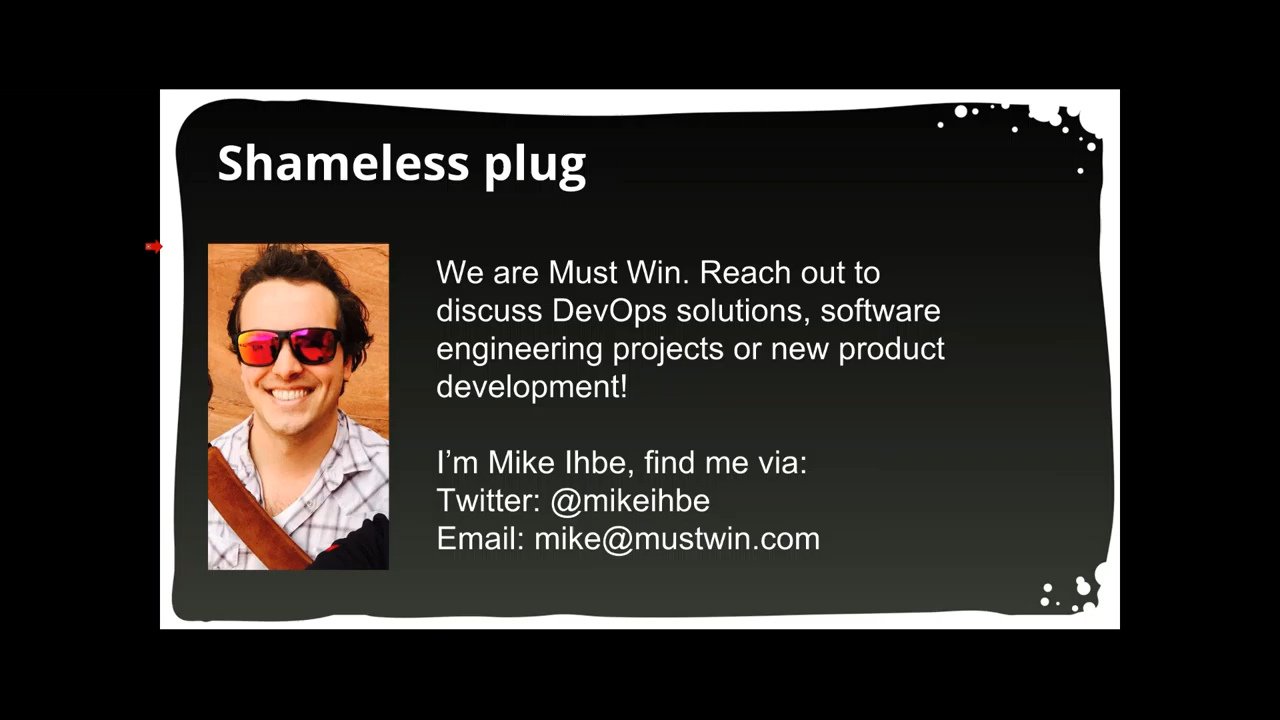 Shameless plug
We are Must Win. Reach out to
discuss DevOps solutions, software
engineering projects or new product
development!
I’m Mike Ihbe, find me via:
Twitter: @mikeihbe
Email: mike@mustwin.com